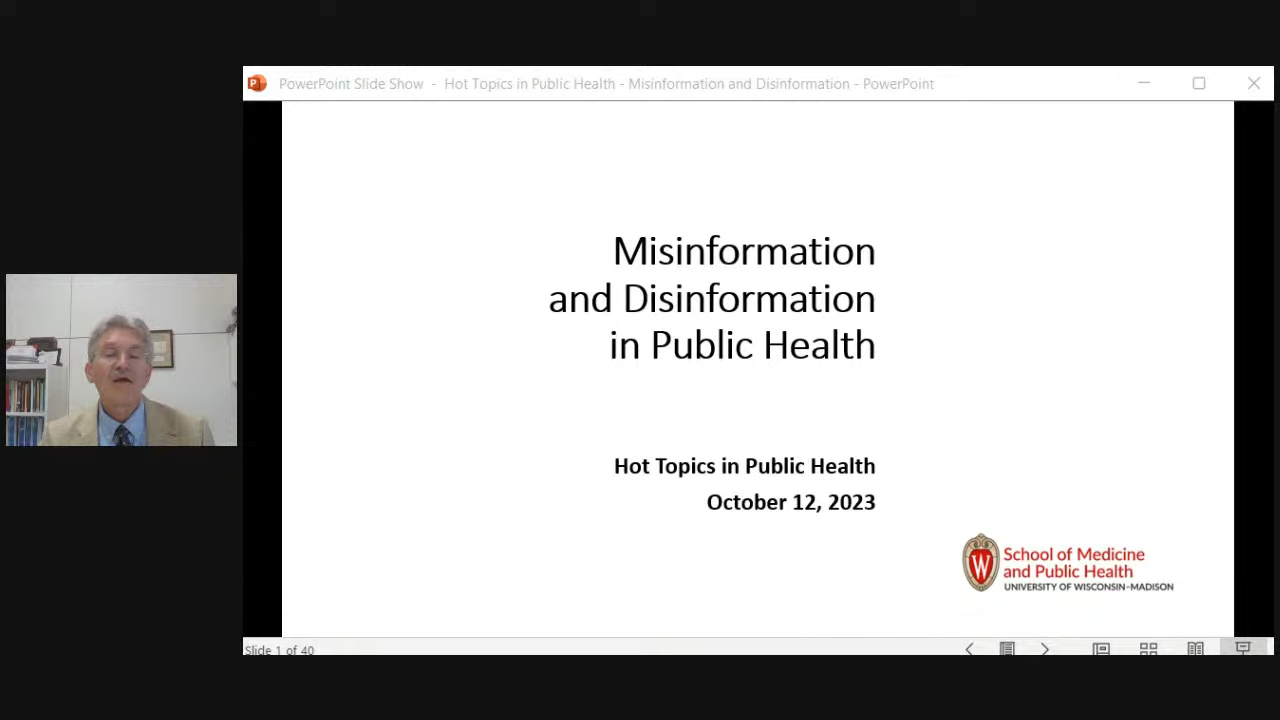 PowerPoint Slide Show - Hot Topics in Public Health - Misinformation and Disinformation - PowerPoint
Misinformation
and Disinformation
in Public Health
Hot Topics in Public Health
October 12, 2023
W
School of Medicine
and Public Health
UNIVERSITY OF WISCONSIN–MADISON
Slide 1 of 40